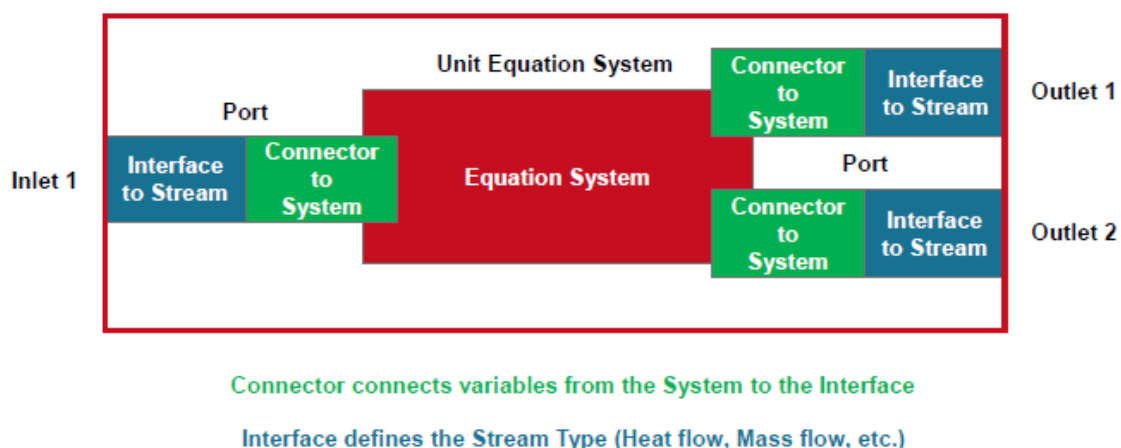 Unit Equation System
Connector
to
System
Interface
to Stream
Outlet 1
Port
Inlet 1
Interface
to Stream
Connector
to
System
Equation System
Port
Connector
to
System
Interface
to Stream
Outlet 2
Connector connects variables from the System to the Interface
Interface defines the Stream Type (Heat flow, Mass flow, etc.)